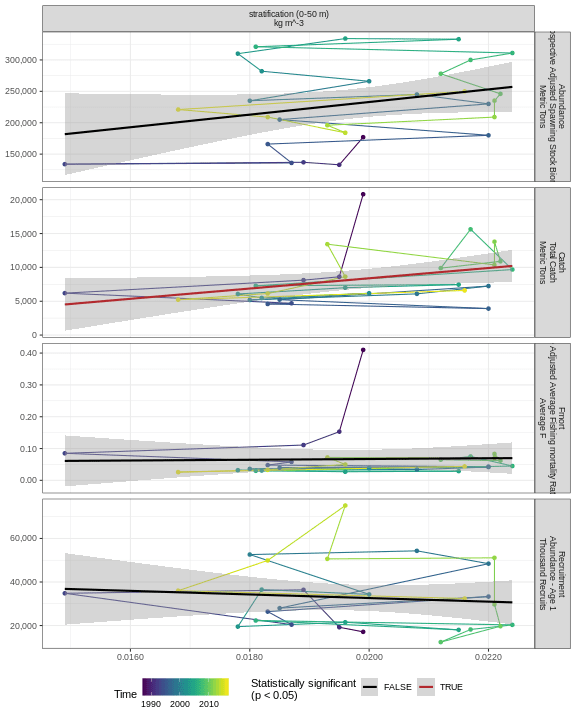 stratification (0-50 m)
kg m^-3
300,000
250,000
200,000
150,000
Abundance
Adjusted Spawning Stock
Metric Tons
20,000
15,000
10,000
5,000
0
Catch
Total Catch
Metric Tons
0.40
0.30
0.20
0.10
0.00
Fmort
Adjusted Average Fishing mortality
Average F
60,000
40,000
20,000
Recruitment
Abundance - Age 1
Thousand Recruits
0.0160
0.0180
0.0200
0.0220
Time
1990 2000 2010
Statistically significant
(p < 0.05)
FALSE
TRUE